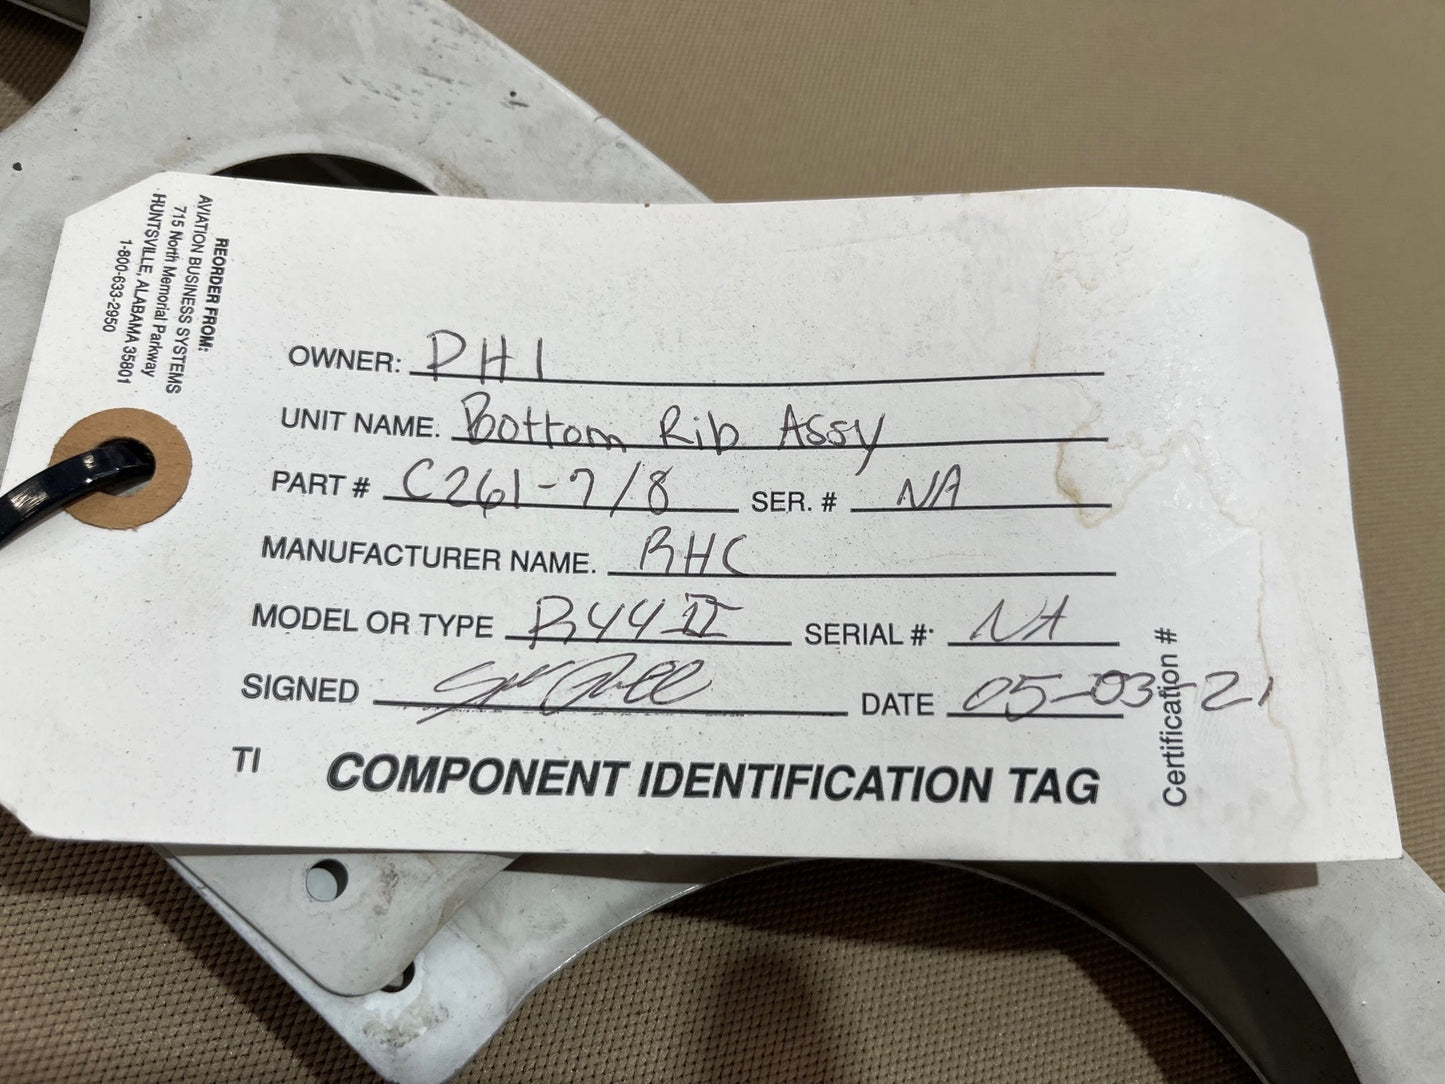 REORDER FROM:
AVIATION BUSINESS SYSTEMS
715 North Memorial Parkway
HUNTSVILLE, ALABAMA 35801
1-800-633-2950
OWNER: PHI
UNIT NAME. Bottom Rib Assy
PART # C261-7/8 SER. # NA
MANUFACTURER NAME. RHC
MODEL OR TYPE R44 II SERIAL #. NA
SIGNED
DATE 05-03-21
TI COMPONENT IDENTIFICATION TAG
Certification #